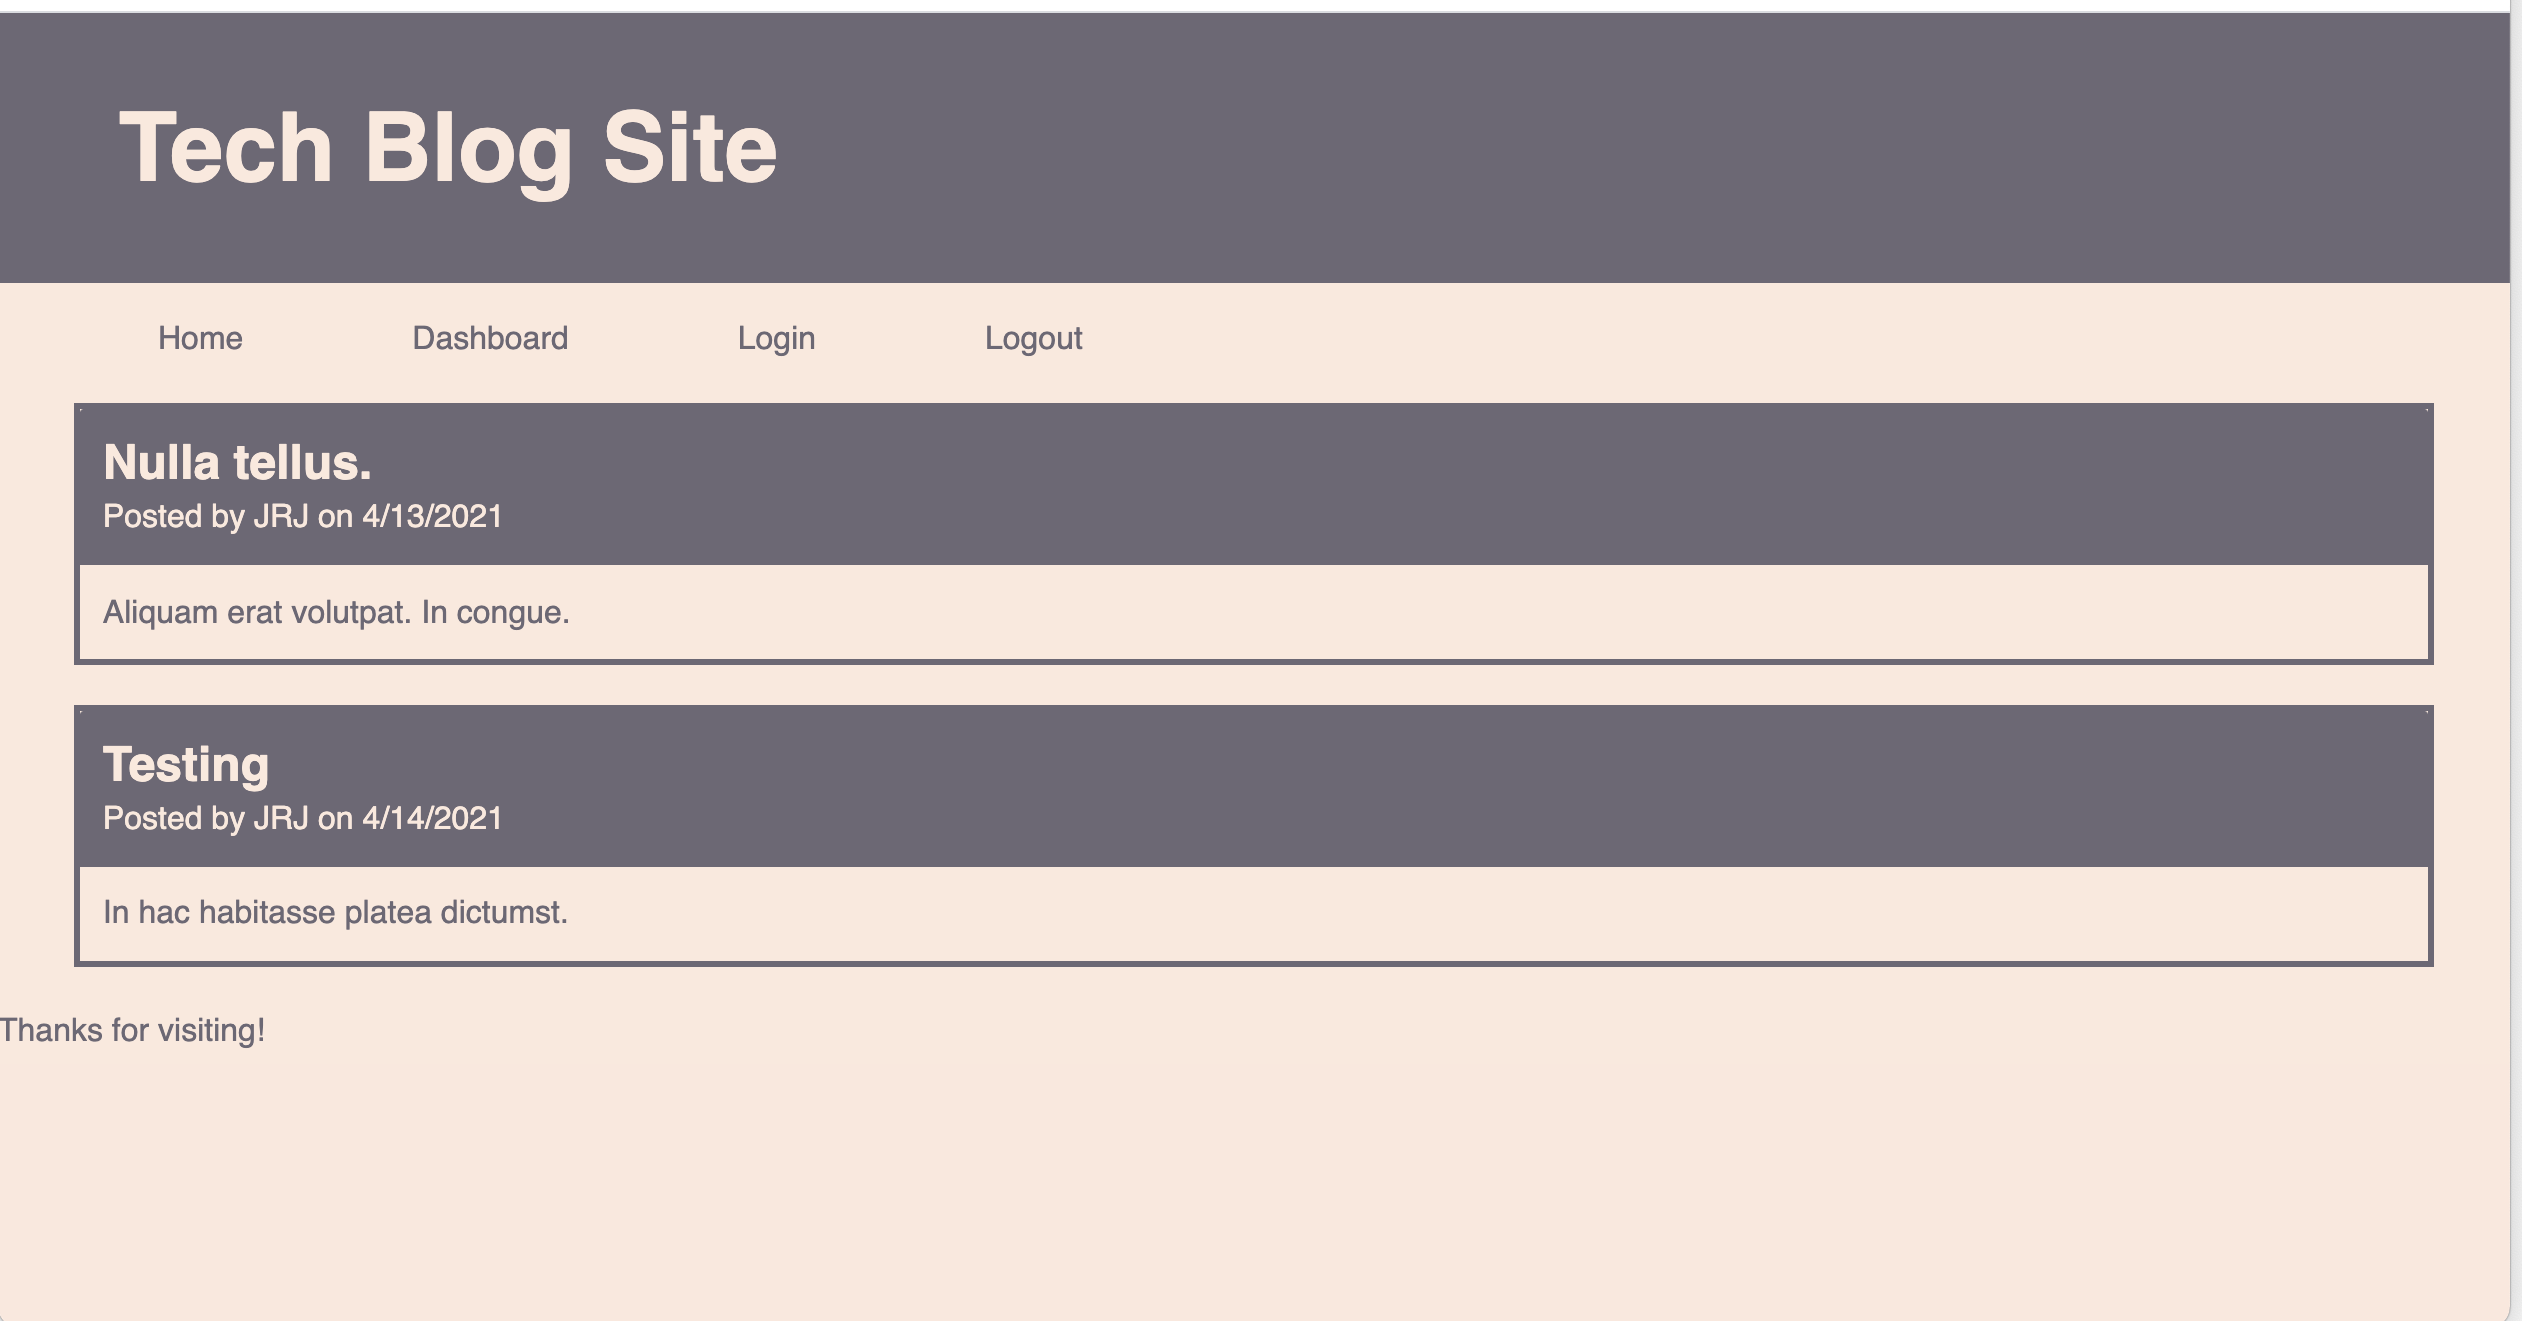 Tech Blog Site
Home Dashboard Login Logout
Nulla tellus.
Posted by JRJ on 4/13/2021
Aliquam erat volutpat. In congue.
Testing
Posted by JRJ on 4/14/2021
In hac habitasse platea dictumst.
Thanks for visiting!